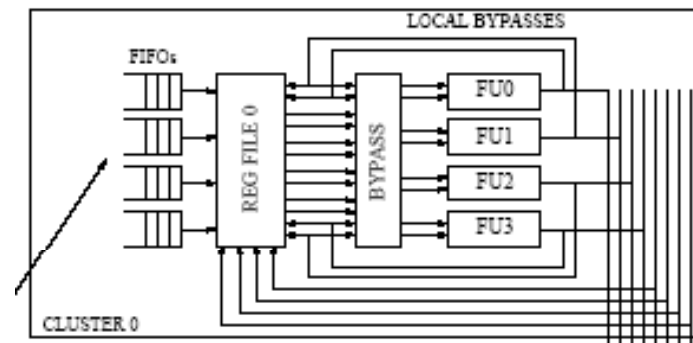 LOCAL BYPASSES
FIFOs
REG FILE 0
BYPASS
FU0
FU1
FU2
FU3
CLUSTER 0